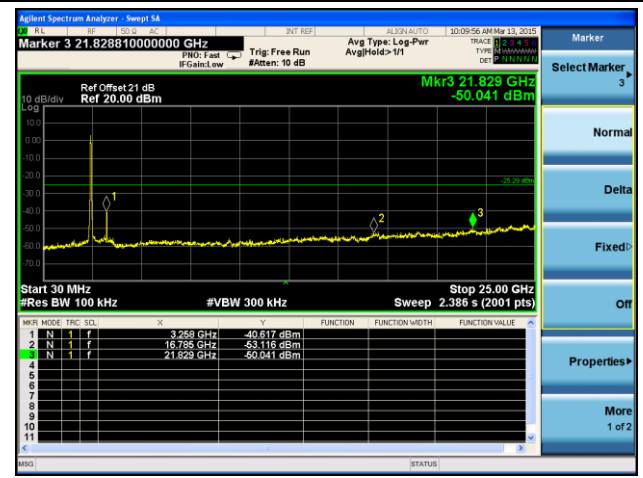 Agilent Spectrum Analyzer - Swept SA
RL RF 50 Ω AC INT REF ALIGN AUTO 10:09:56 AM Mar 13, 2015
Marker 3 21.828810000000 GHz
PNO: Fast
IFGain:Low
Trig: Free Run
#Atten: 10 dB
Avg Type: Log-Pwr
Avg|Hold:> 1/1
TRACE 1 2 3 4 5 6
TYPE M
DET P N N N N N
Ref Offset 21 dB
10 dB/div Ref 20.00 dBm
Log
Mkr3 21.829 GHz
-50.041 dBm
10.0
0.00
-10.0
-20.0
-25.29 dBm
-30.0
1
-40.0
2
3
-50.0
-60.0
70.0
Start 30 MHz Stop 25.00 GHz
#Res BW 100 kHz #VBW 300 kHz Sweep 2.386 s (2001 pts)
MKR MODE TRC SCL X Y FUNCTION FUNCTION WIDTH FUNCTION VALUE
1 N 1 f 3.258 GHz -40.617 dBm
2 N 1 f 16.785 GHz -53.116 dBm
3 N 1 f 21.829 GHz -50.041 dBm
4
5
6
7
8
9
10
11
MSG STATUS
Marker
Select Marker
3
Normal
Delta
Fixed
Off
Properties
More
1 of 2